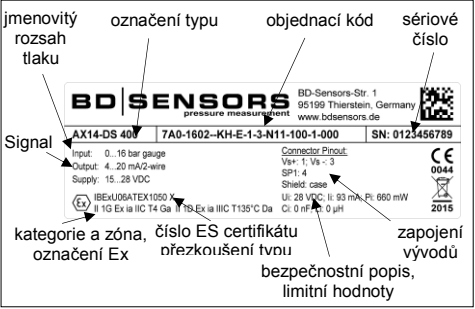 jmenovitý
rozsah
tlaku
označení typu
objednací kód
sériové
číslo
BD SENSORS
pressure measurement
BD-Sensors-Str. 1
95199 Thierstein, Germany
www.bdsensors.de
AX14-DS 400
7A0-1602--KH-E-1-3-N11-100-1-000
SN: 0123456789
Signal
Input: 0...16 bar gauge
Output: 4...20 mA/2-wire
Supply: 15...28 VDC
Connector Pinout:
Vs+: 1; Vs -: 3
SP1: 4
Shield: case
CE
0044
Ex
IBExU06ATEX1050 X
II 1G Ex ia IIC T4 Ga II 1D Ex ia IIIC T135°C Da
Ui: 28 VDC; Ii: 93 mA; Pi: 660 mW
Ci: 0 nF; Li: 0 µH
2015
kategorie a zóna,
označení Ex
číslo ES certifikátu
přezkoušení typu
zapojení
vývodů
bezpečnostní popis,
limitní hodnoty